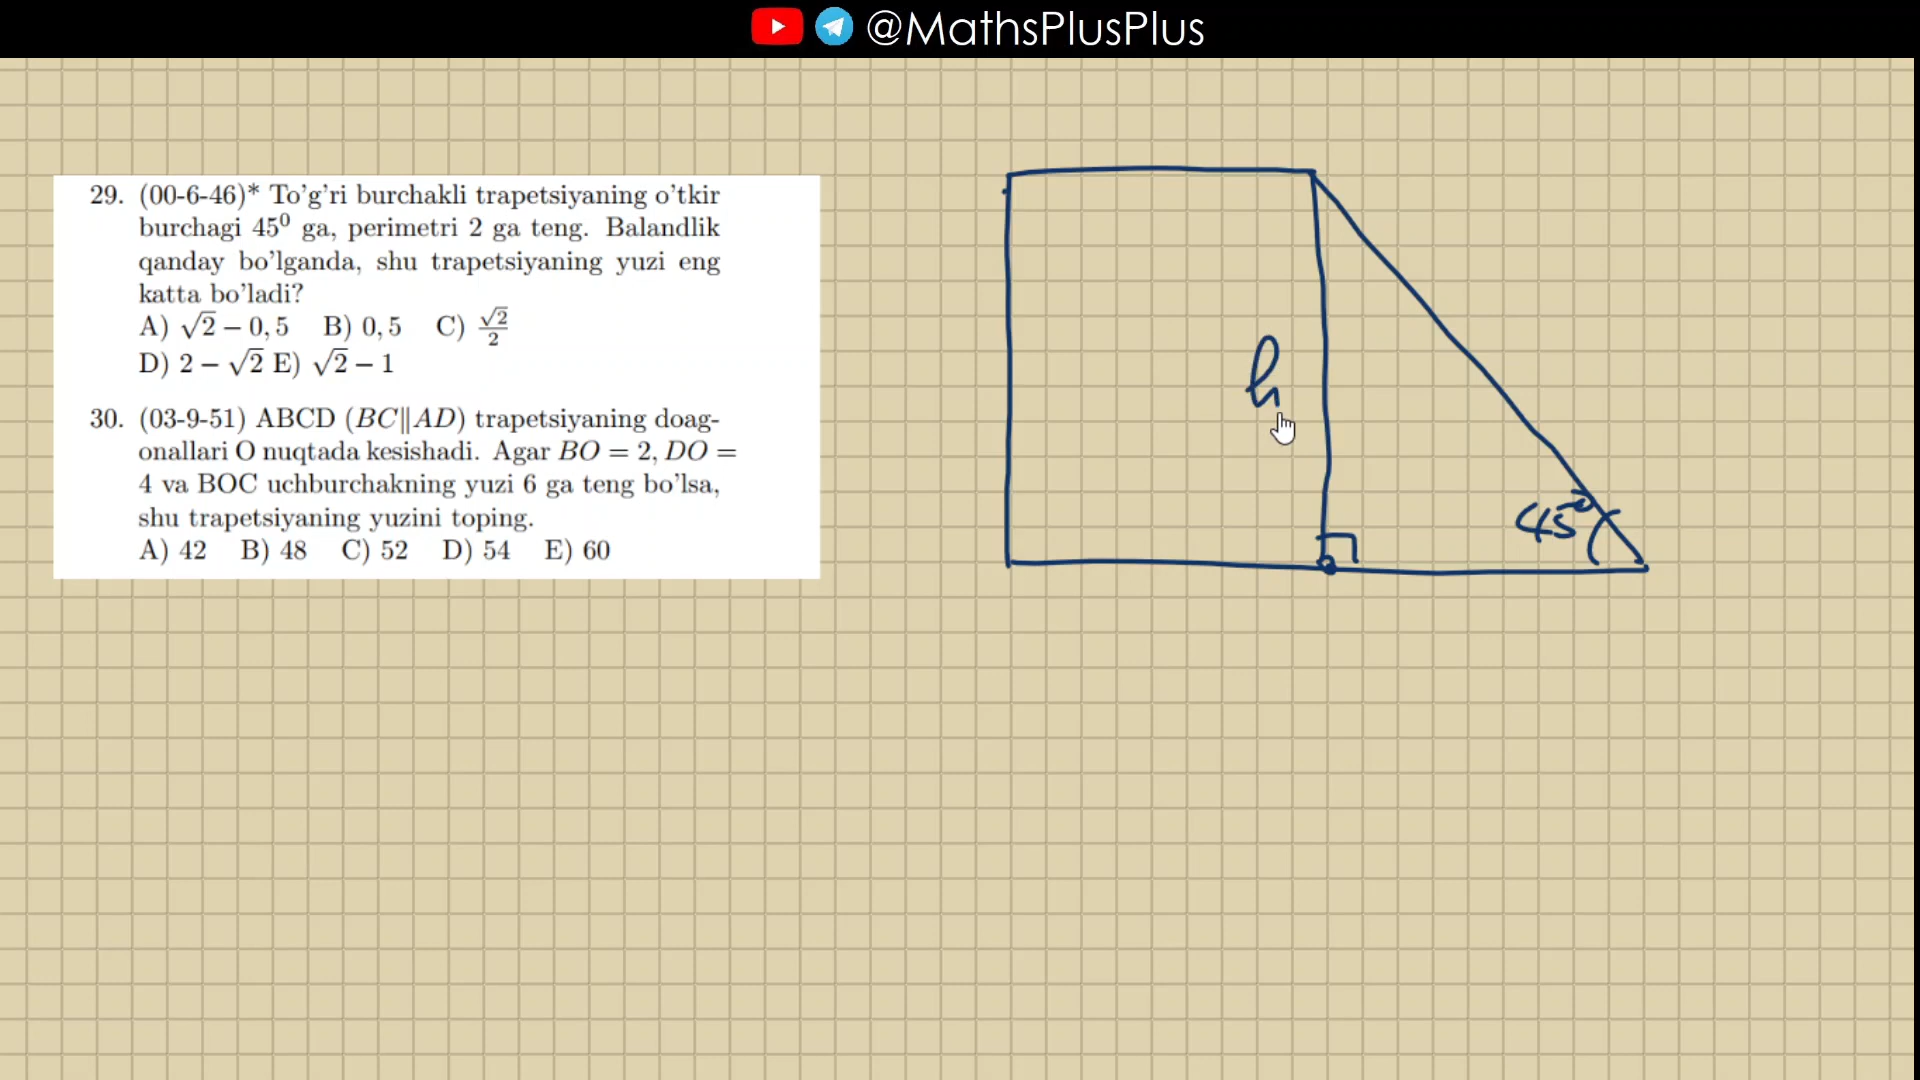 @MathsPlusPlus
29. (00-6-46)* To’g’ri burchakli trapetsiyaning o’tkir
burchagi 45⁰ ga, perimetri 2 ga teng. Balandlik
qanday bo’lganda, shu trapetsiyaning yuzi eng
katta bo’ladi?
A) √2 − 0, 5 B) 0, 5 C) √2/2
D) 2 − √2 E) √2 − 1
30. (03-9-51) ABCD (BC∥AD) trapetsiyaning doag-
onallari O nuqtada kesishadi. Agar BO = 2, DO =
4 va BOC uchburchakning yuzi 6 ga teng bo’lsa,
shu trapetsiyaning yuzini toping.
A) 42 B) 48 C) 52 D) 54 E) 60
h
45°